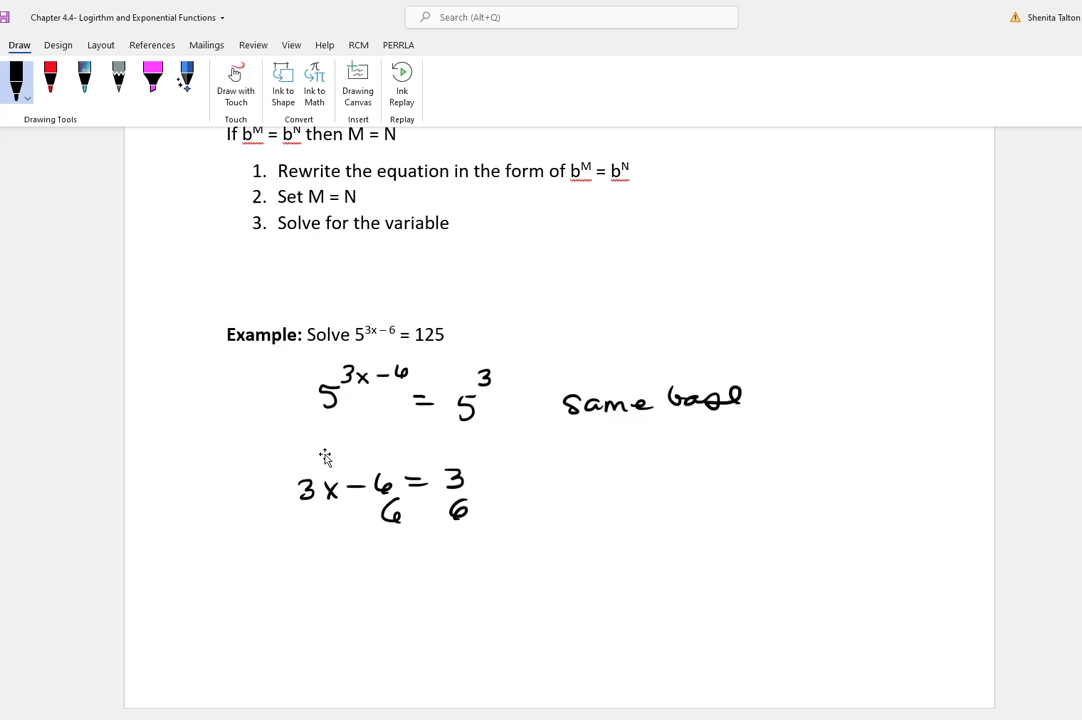 Chapter 4.4- Logirthm and Exponential Functions
Search (Alt+Q)
Shenita Talton
Draw Design Layout References Mailings Review View Help RCM PERRLA
Draw with Touch
Ink to Shape
Ink to Math
Drawing Canvas
Ink Replay
Drawing Tools Touch Convert Insert Replay
If b^M = b^N then M = N
1. Rewrite the equation in the form of b^M = b^N
2. Set M = N
3. Solve for the variable
Example: Solve 5^(3x – 6) = 125
5^(3x - 6) = 5^3 same base
3x - 6 = 3
6 6